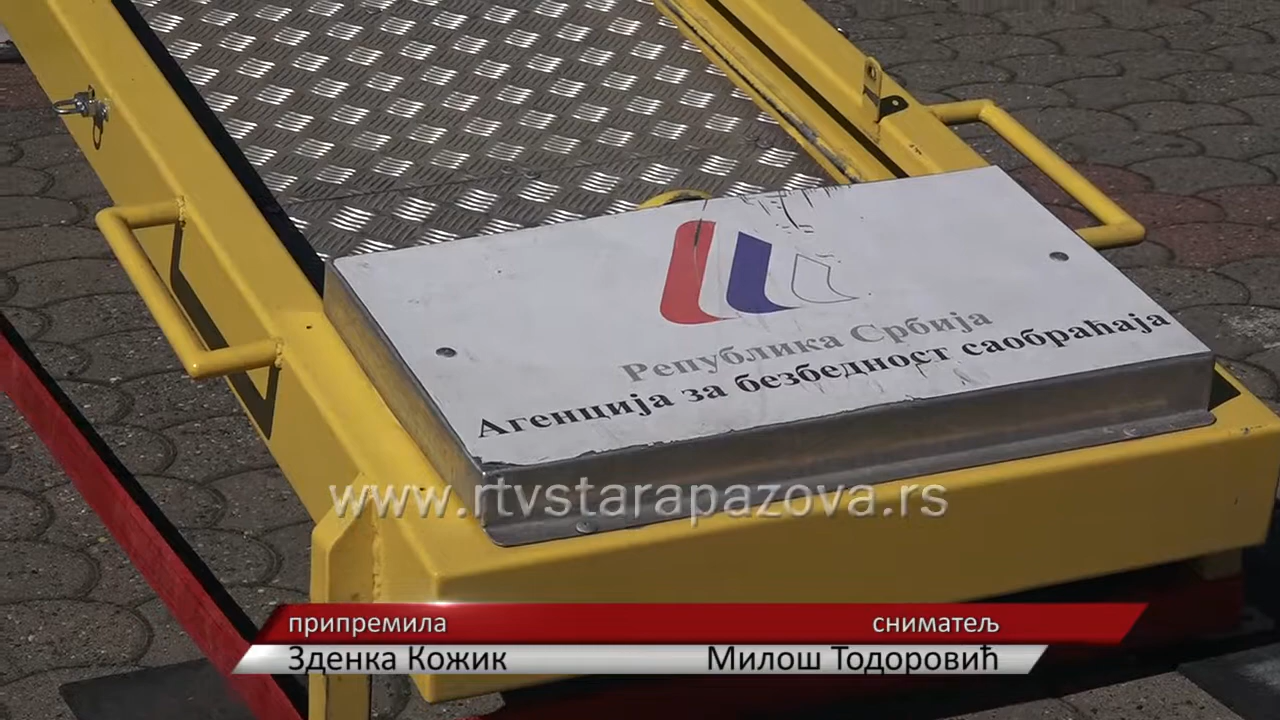 Република Србија
Агенција за безбедност саобраћаја
www.rtvstarapazova.rs
припремила
сниматељ
Зденка Кожик
Милош Тодоровић